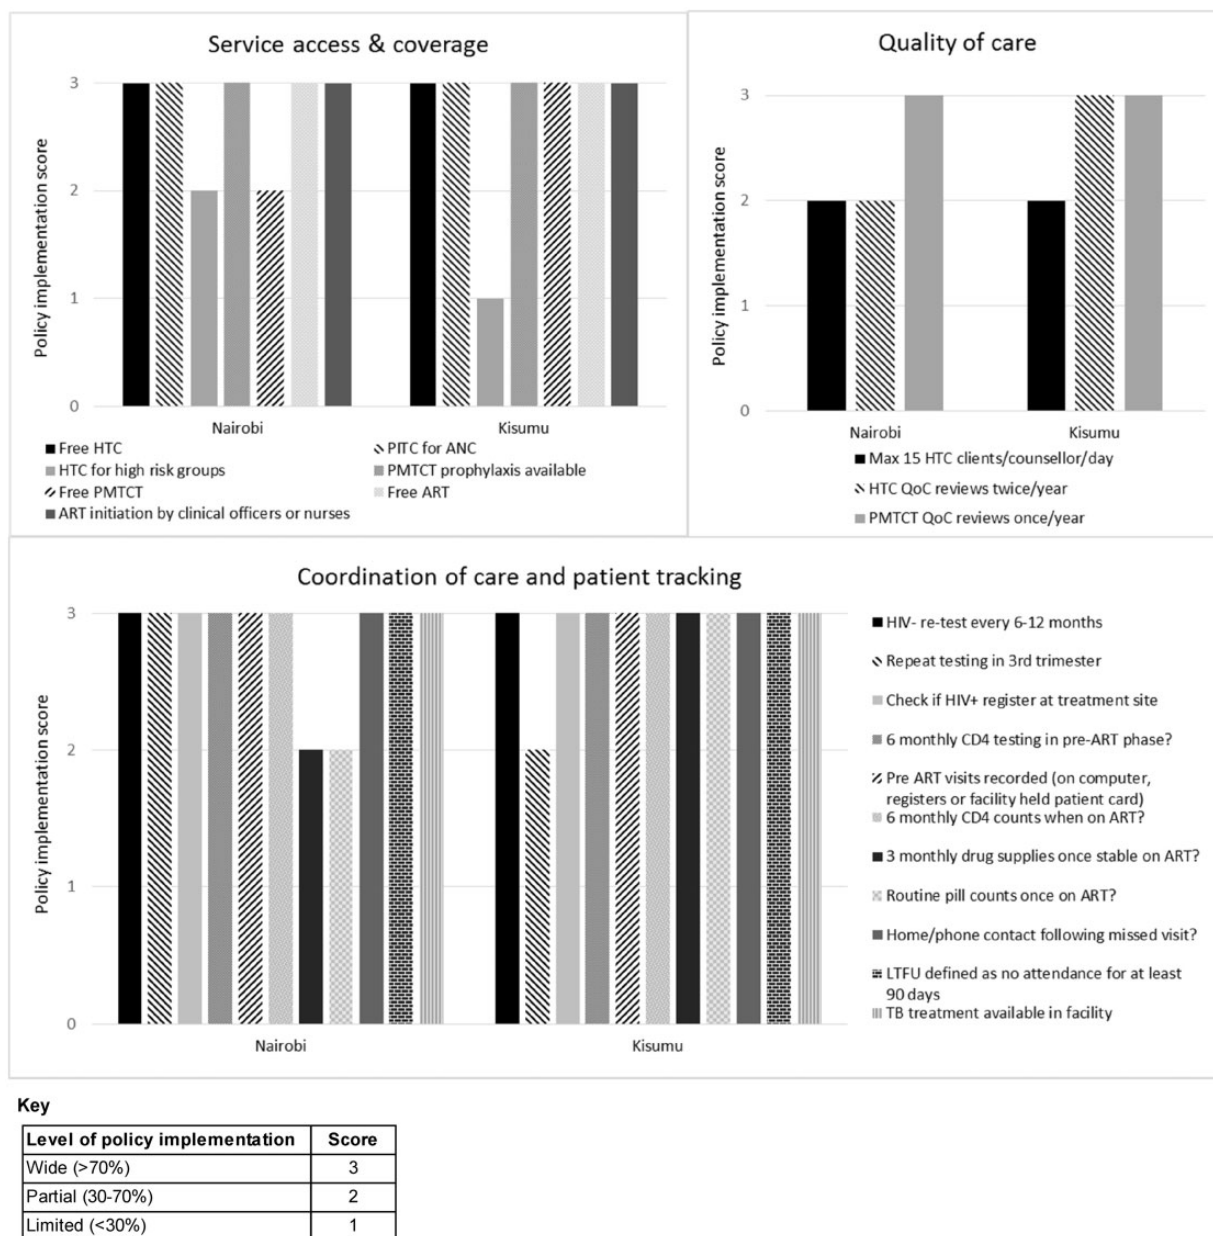 Service access & coverage
Policy implementation score
3
2
1
0
Nairobi
Kisumu
Free HTC
PITC for ANC
HTC for high risk groups
PMTCT prophylaxis available
Free PMTCT
Free ART
ART initiation by clinical officers or nurses
Quality of care
Policy implementation score
3
2
1
0
Nairobi
Kisumu
Max 15 HTC clients/counsellor/day
HTC QoC reviews twice/year
PMTCT QoC reviews once/year
Coordination of care and patient tracking
Policy implementation score
3
2
1
0
Nairobi
Kisumu
HIV- re-test every 6-12 months
Repeat testing in 3rd trimester
Check if HIV+ register at treatment site
6 monthly CD4 testing in pre-ART phase?
Pre ART visits recorded (on computer,
registers or facility held patient card)
6 monthly CD4 counts when on ART?
3 monthly drug supplies once stable on ART?
Routine pill counts once on ART?
Home/phone contact following missed visit?
LTFU defined as no attendance for at least
90 days
TB treatment available in facility
Key
Level of policy implementation Score
Wide (>70%) 3
Partial (30-70%) 2
Limited (<30%) 1